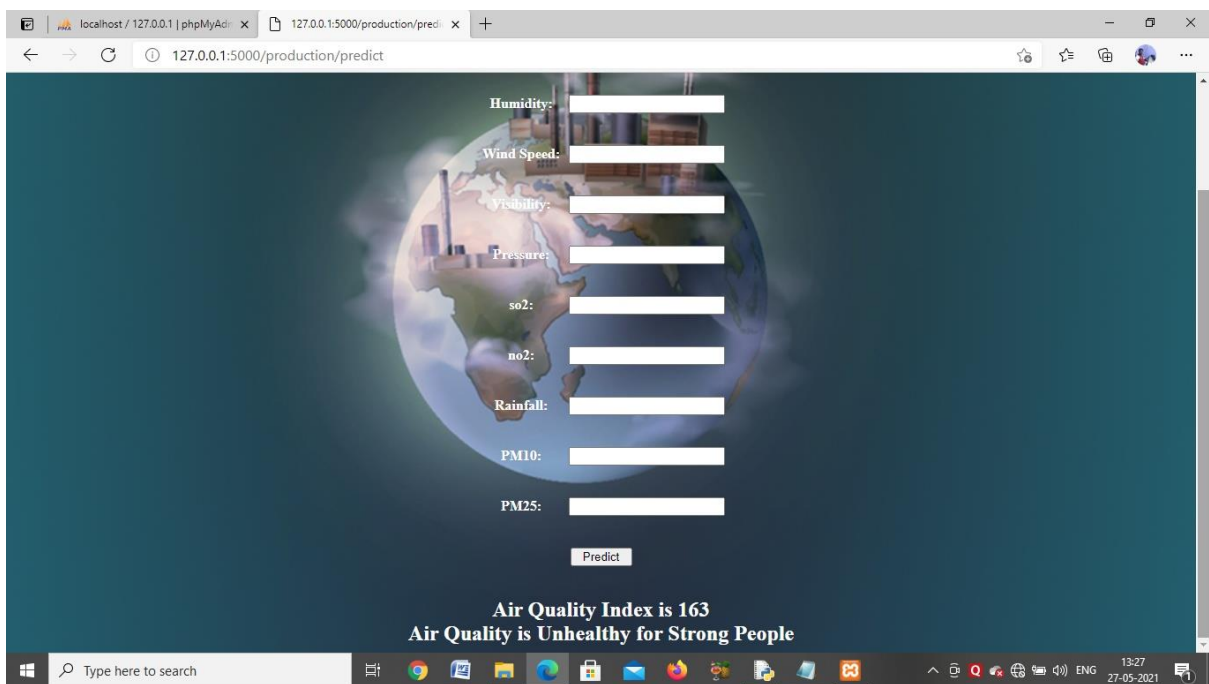 localhost / 127.0.0.1 | phpMyAdn
127.0.0.1:5000/production/predi
127.0.0.1:5000/production/predict
Humidity:
Wind Speed:
Visibility:
Pressure:
so2:
no2:
Rainfall:
PM10:
PM25:
Predict
Air Quality Index is 163
Air Quality is Unhealthy for Strong People
Type here to search
ENG
13:27
27-05-2021